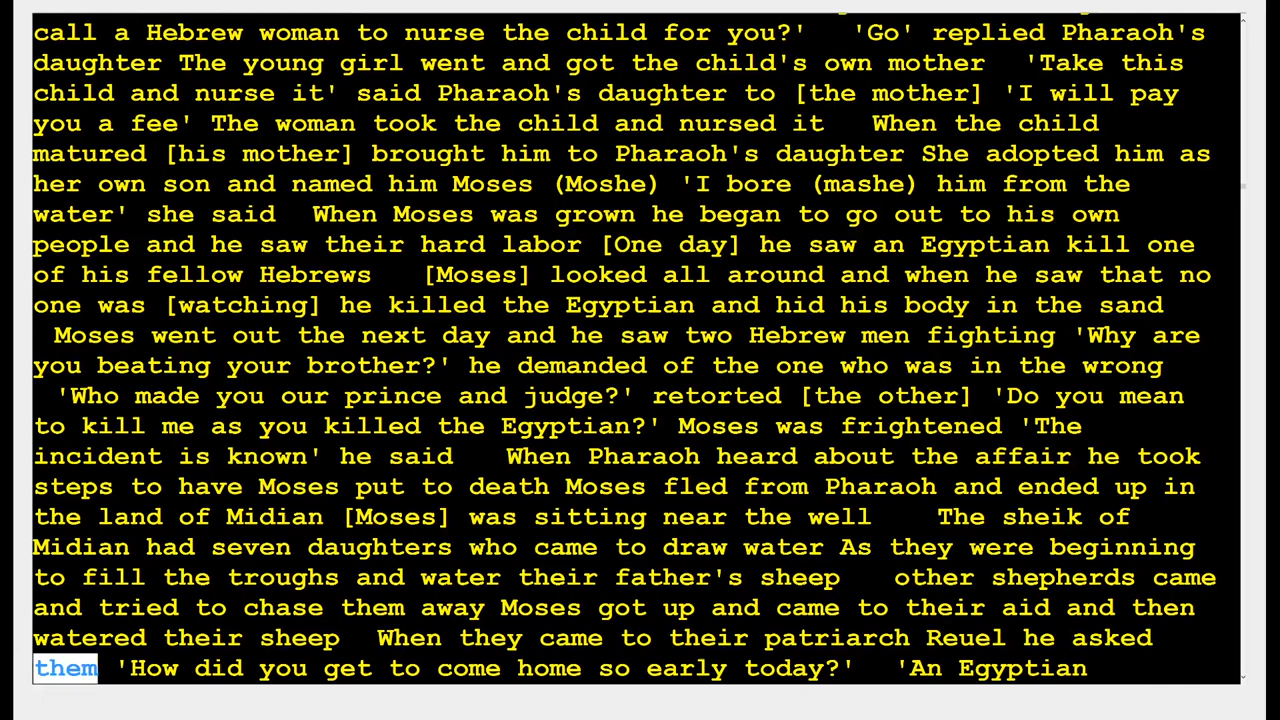 call a Hebrew woman to nurse the child for you?' 'Go' replied Pharaoh's
daughter The young girl went and got the child's own mother 'Take this
child and nurse it' said Pharaoh's daughter to [the mother] 'I will pay
you a fee' The woman took the child and nursed it When the child
matured [his mother] brought him to Pharaoh's daughter She adopted him as
her own son and named him Moses (Moshe) 'I bore (mashe) him from the
water' she said When Moses was grown he began to go out to his own
people and he saw their hard labor [One day] he saw an Egyptian kill one
of his fellow Hebrews [Moses] looked all around and when he saw that no
one was [watching] he killed the Egyptian and hid his body in the sand
Moses went out the next day and he saw two Hebrew men fighting 'Why are
you beating your brother?' he demanded of the one who was in the wrong
'Who made you our prince and judge?' retorted [the other] 'Do you mean
to kill me as you killed the Egyptian?' Moses was frightened 'The
incident is known' he said When Pharaoh heard about the affair he took
steps to have Moses put to death Moses fled from Pharaoh and ended up in
the land of Midian [Moses] was sitting near the well The sheik of
Midian had seven daughters who came to draw water As they were beginning
to fill the troughs and water their father's sheep other shepherds came
and tried to chase them away Moses got up and came to their aid and then
watered their sheep When they came to their patriarch Reuel he asked
them 'How did you get to come home so early today?' 'An Egyptian